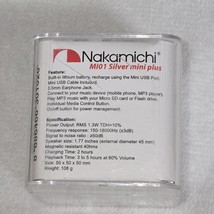 Nakamichi
MI01 Silver mini plus
Feature:
Built-in lithium battery, recharge using the Mini USB Port,
Mini USB Cable Included.
3.5mm Earphone Jack.
Connect to your music device (mobile phone, MP3 player).
Play MP3 music with your Micro SD card or Flash drive.
Individual Media Control Button.
On/off button for power management.
Specification:
Power Output: RMS 1.3W TDH=10%
Frequency response: 150-18000Hz (±3dB)
Signal to noise ratio: ≥80dB
Speaker: 1.77 inches (external diameter 45 mm)
Magnetic resistant 40hms
Charging Time: 2 hours
Playback Time: 3 to 5 hours at 80% Volume
Size: 50 x 50 x 50 mm
Weight: 108 g